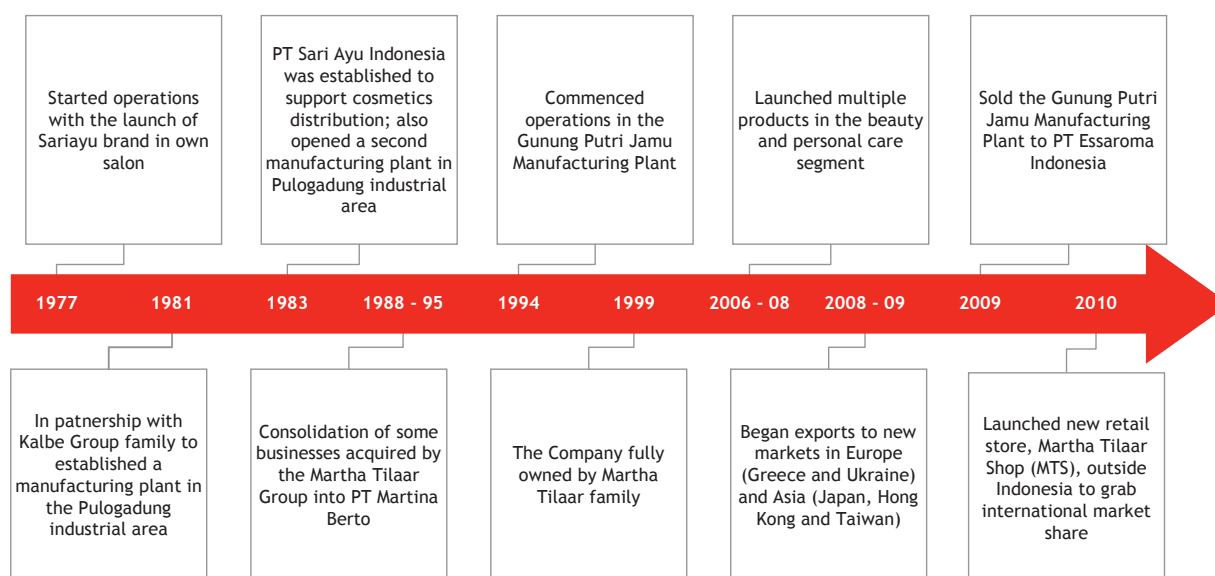 Started operations
with the launch of
Sariayu brand in own
salon
PT Sari Ayu Indonesia
was established to
support cosmetics
distribution; also
opened a second
manufacturing plant in
Pulogadung industrial
area
Commenced
operations in the
Gunung Putri Jamu
Manufacturing Plant
Launched multiple
products in the beauty
and personal care
segment
Sold the Gunung Putri
Jamu Manufacturing
Plant to PT Essaroma
Indonesia
1977 1981 1983 1988 - 95 1994 1999 2006 - 08 2008 - 09 2009 2010
In patnership with
Kalbe Group family to
established a
manufacturing plant in
the Pulogadung
industrial area
Consolidation of some
businesses acquired by
the Martha Tilaar
Group into PT Martina
Berto
The Company fully
owned by Martha
Tilaar family
Began exports to new
markets in Europe
(Greece and Ukraine)
and Asia (Japan, Hong
Kong and Taiwan)
Launched new retail
store, Martha Tilaar
Shop (MTS), outside
Indonesia to grab
international market
share